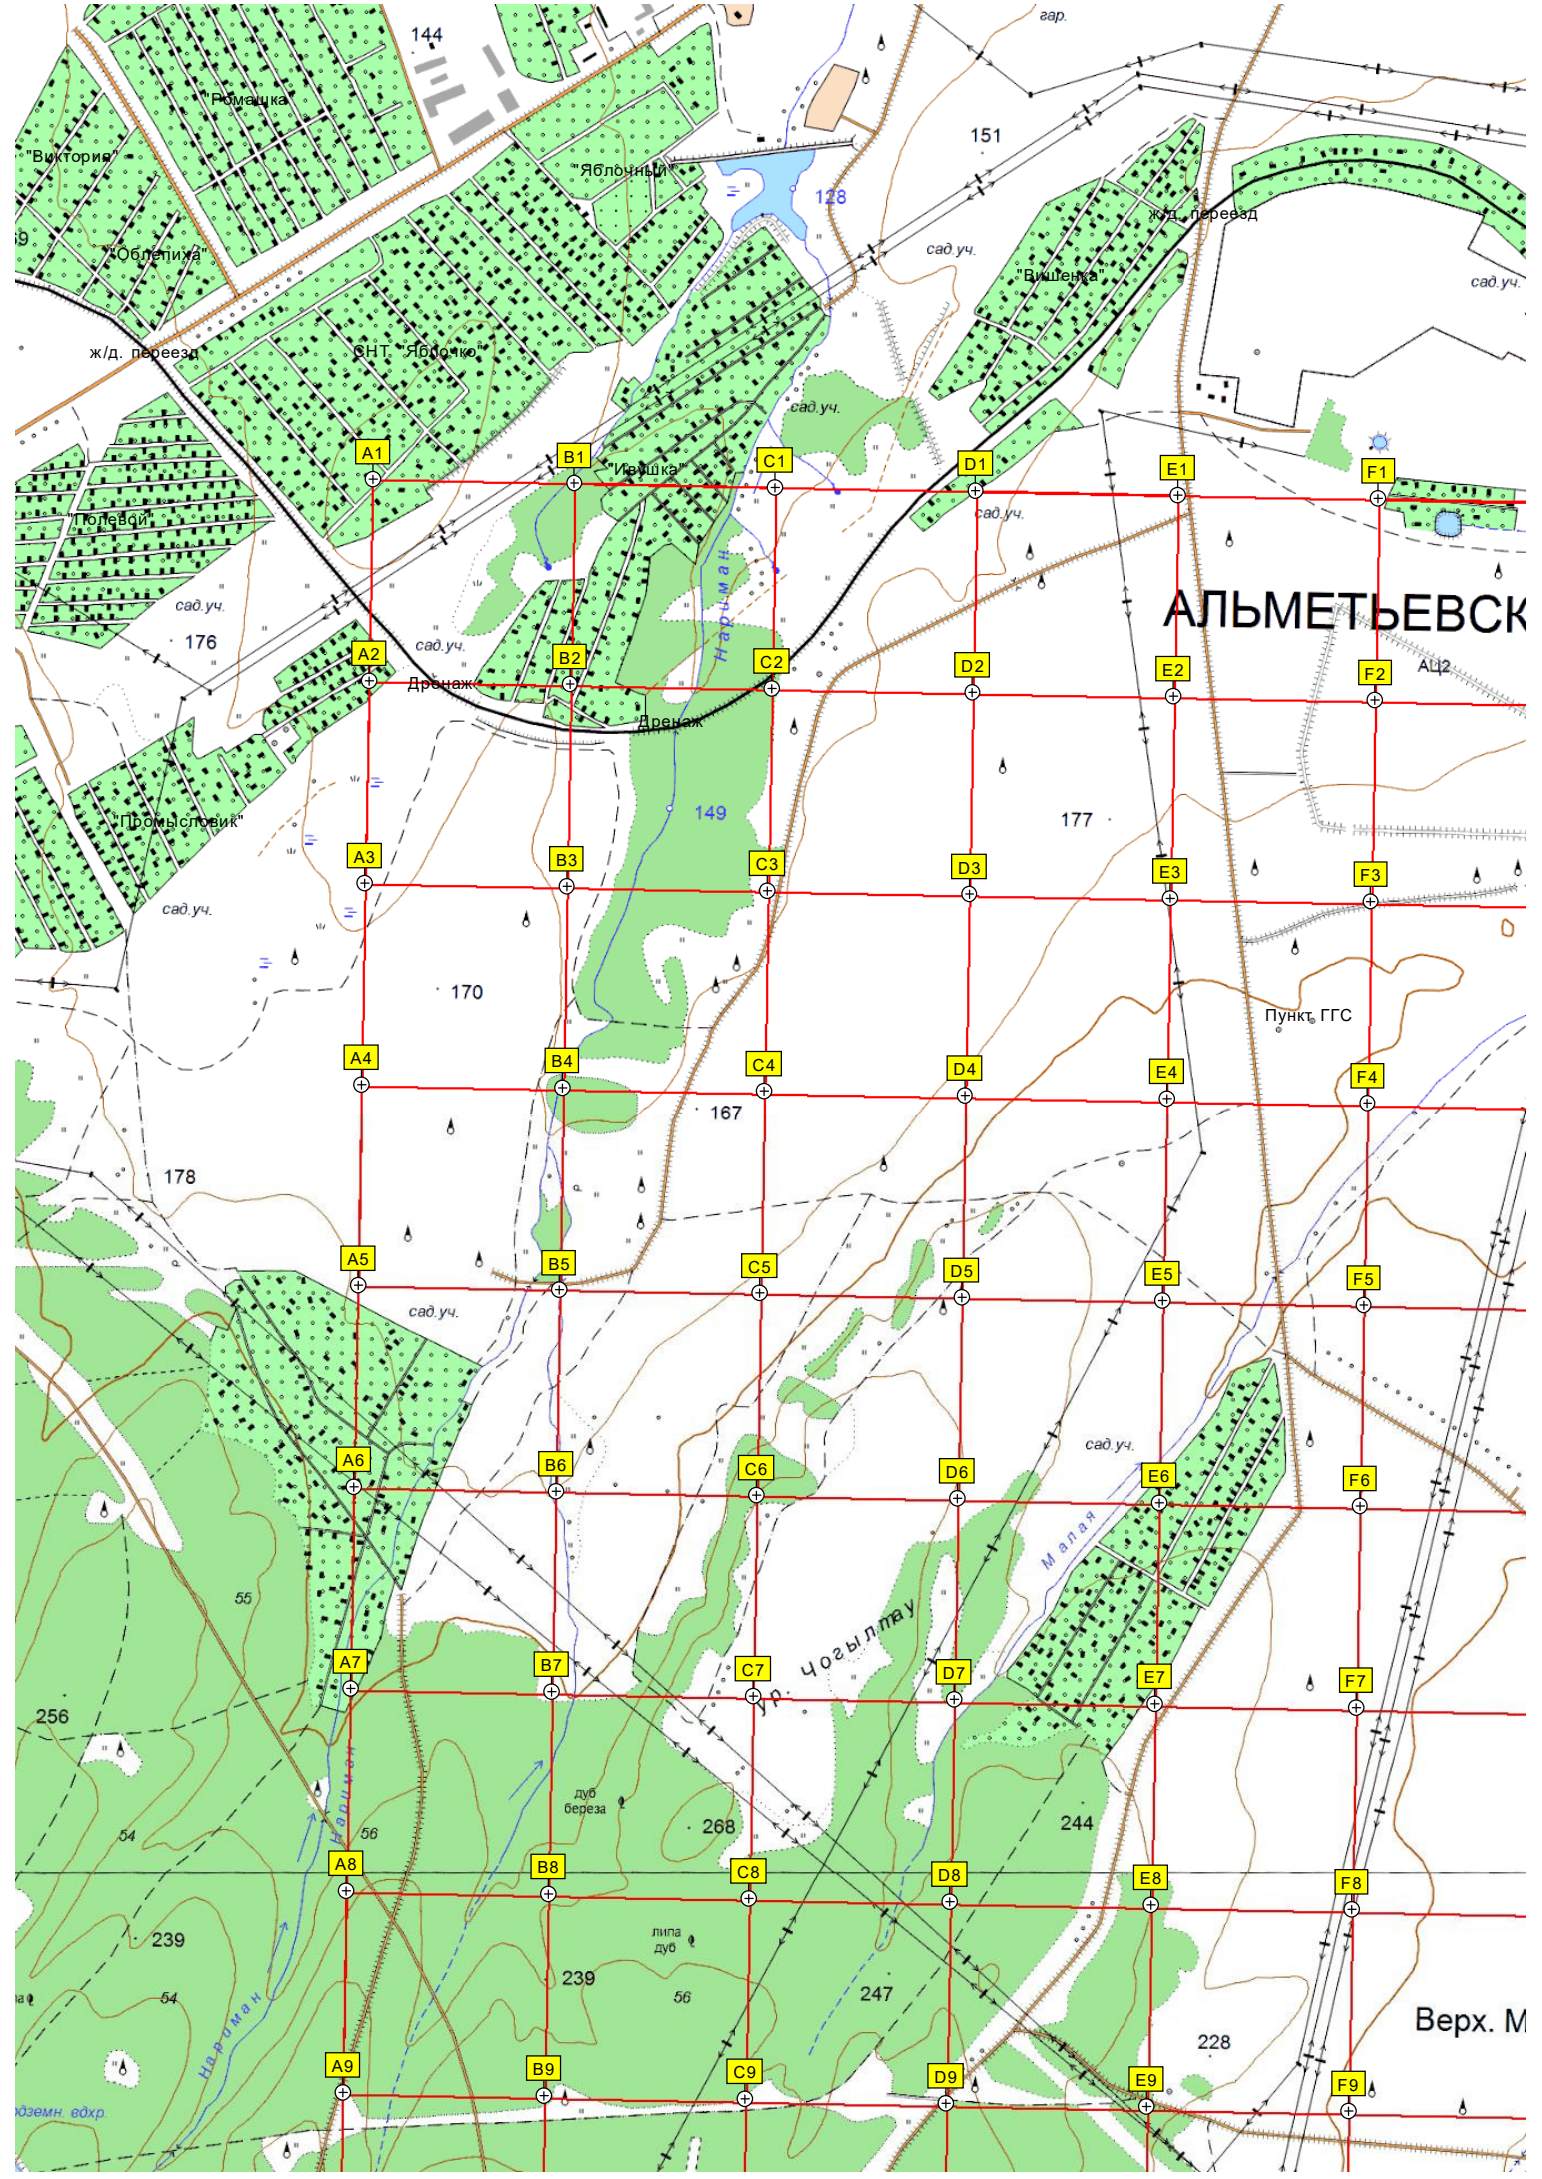 гар.
144
"Ромашка
"Виктория"
151
"Яблочный"
128
ж/д. переезд
"Облепиха"
сад.уч.
"Вишенка"
сад.уч.
ж/д. переезд
СНТ "Яблочко"
сад.уч.
A1
B1
C1
D1
E1
F1
"Ивушка"
"Полевой"
сад.уч.
Нариман
сад.уч.
АЛЬМЕТЬЕВСК
176
сад.уч.
A2
B2
C2
D2
E2
F2
АЦ2
Дренаж
Дренаж
149
177
"Промысловик"
A3
B3
C3
D3
E3
F3
сад.уч.
170
Пункт ГГС
A4
B4
C4
D4
E4
F4
167
178
A5
B5
C5
D5
E5
F5
сад.уч.
сад.уч.
A6
B6
C6
D6
E6
F6
Малая
55
ур. Чогылтау
A7
B7
C7
D7
E7
F7
256
Нариман
дуб
береза
54
56
268
244
A8
B8
C8
D8
E8
F8
239
липа
дуб
239
54
56
247
Нариман
Верх. М
228
A9
B9
C9
D9
E9
F9
одземн. вдхр.